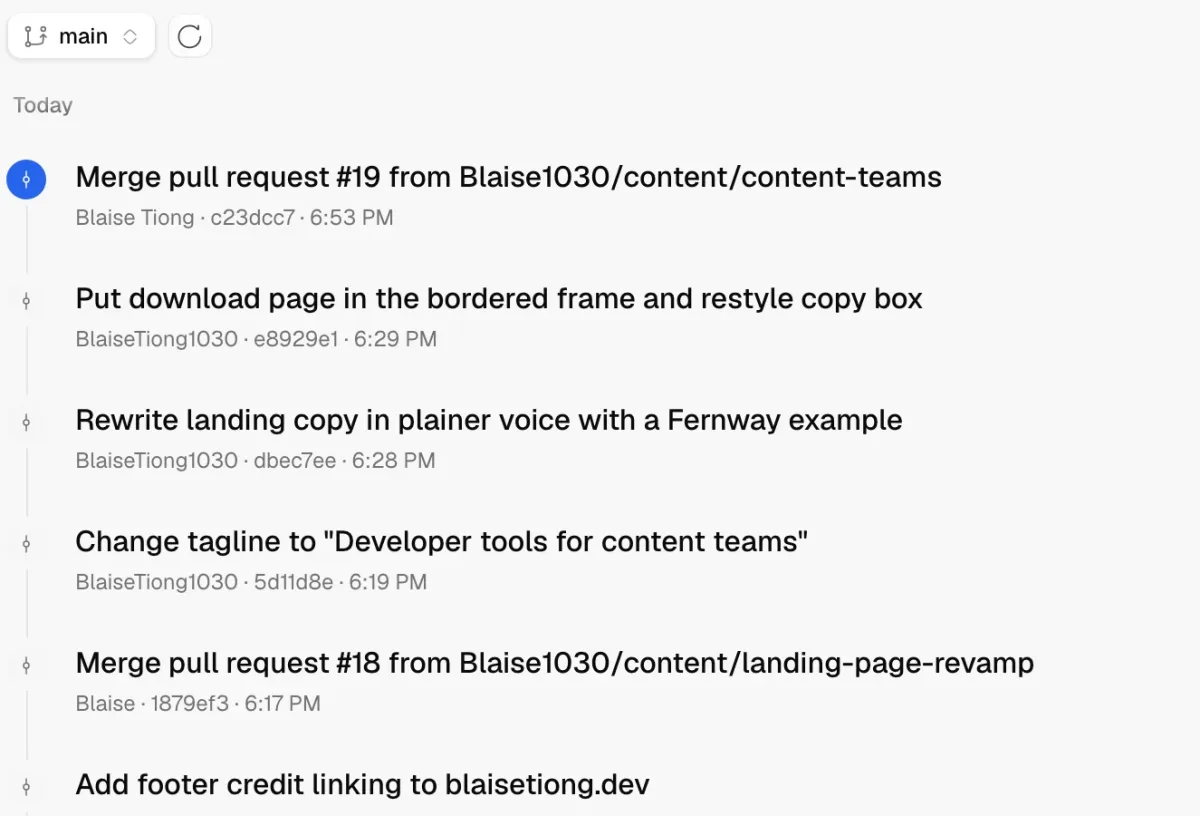 main
Today
Merge pull request #19 from Blaise1030/content/content-teams
Blaise Tiong · c23dcc7 · 6:53 PM
Put download page in the bordered frame and restyle copy box
BlaiseTiong1030 · e8929e1 · 6:29 PM
Rewrite landing copy in plainer voice with a Fernway example
BlaiseTiong1030 · dbec7ee · 6:28 PM
Change tagline to "Developer tools for content teams"
BlaiseTiong1030 · 5d11d8e · 6:19 PM
Merge pull request #18 from Blaise1030/content/landing-page-revamp
Blaise · 1879ef3 · 6:17 PM
Add footer credit linking to blaisetiong.dev